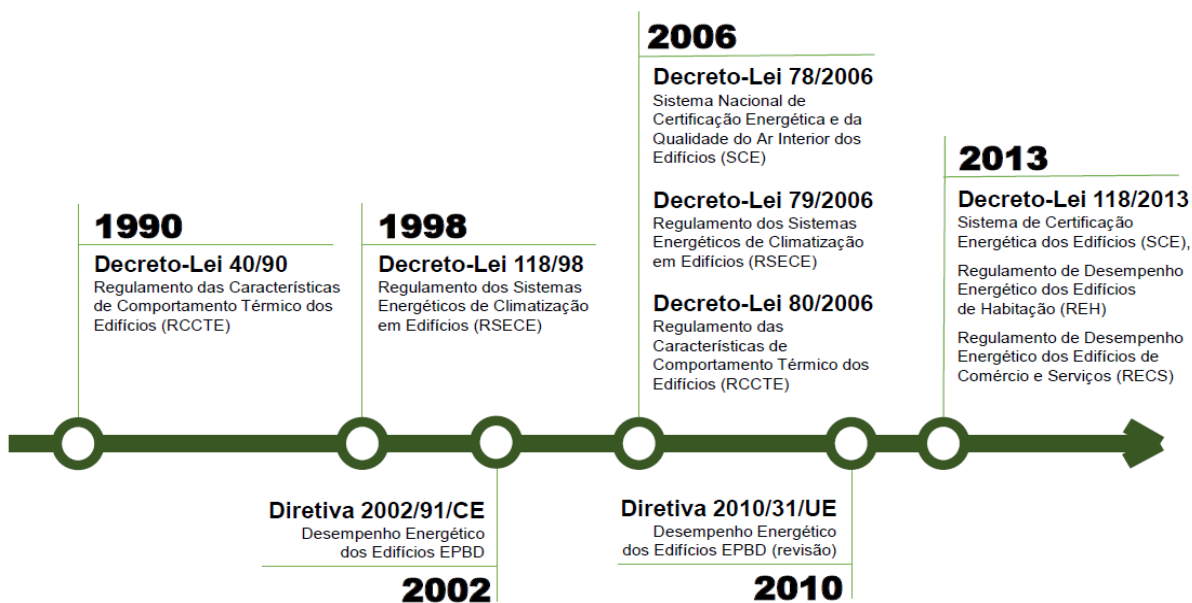 1990
Decreto-Lei 40/90
Regulamento das Características
de Comportamento Térmico dos
Edifícios (RCCTE)
1998
Decreto-Lei 118/98
Regulamento dos Sistemas
Energéticos de Climatização
em Edifícios (RSECE)
2006
Decreto-Lei 78/2006
Sistema Nacional de
Certificação Energética e da
Qualidade do Ar Interior dos
Edifícios (SCE)
Decreto-Lei 79/2006
Regulamento dos Sistemas
Energéticos de Climatização
em Edifícios (RSECE)
Decreto-Lei 80/2006
Regulamento das
Características de
Comportamento Térmico dos
Edifícios (RCCTE)
2013
Decreto-Lei 118/2013
Sistema de Certificação
Energética dos Edifícios (SCE),
Regulamento de Desempenho
Energético dos Edifícios
de Habitação (REH)
Regulamento de Desempenho
Energético dos Edifícios de
Comércio e Serviços (RECS)
Diretiva 2002/91/CE
Desempenho Energético
dos Edifícios EPBD
2002
Diretiva 2010/31/UE
Desempenho Energético
dos Edifícios EPBD (revisão)
2010